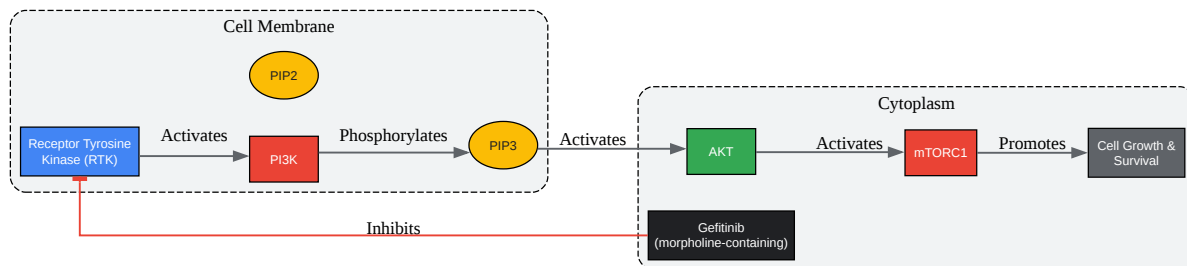 Cell Membrane
PIP2
Receptor Tyrosine
Kinase (RTK)
Activates
PI3K
Phosphorylates
PIP3
Activates
Cytoplasm
AKT
Activates
mTORC1
Promotes
Cell Growth &
Survival
Inhibits
Gefitinib
(morpholine-containing)